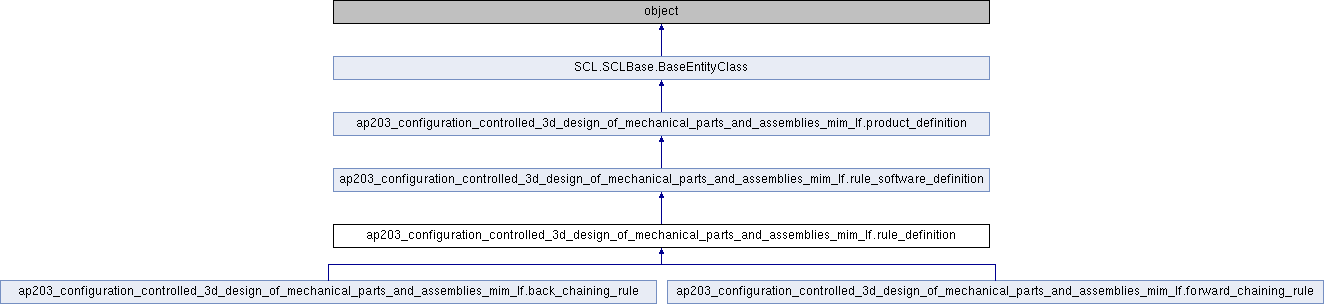 object
SCL.SCLBase.BaseEntityClass
ap203_configuration_controlled_3d_design_of_mechanical_parts_and_assemblies_mim_lf.product_definition
ap203_configuration_controlled_3d_design_of_mechanical_parts_and_assemblies_mim_lf.rule_software_definition
ap203_configuration_controlled_3d_design_of_mechanical_parts_and_assemblies_mim_lf.rule_definition
ap203_configuration_controlled_3d_design_of_mechanical_parts_and_assemblies_mim_lf.back_chaining_rule
ap203_configuration_controlled_3d_design_of_mechanical_parts_and_assemblies_mim_lf.forward_chaining_rule